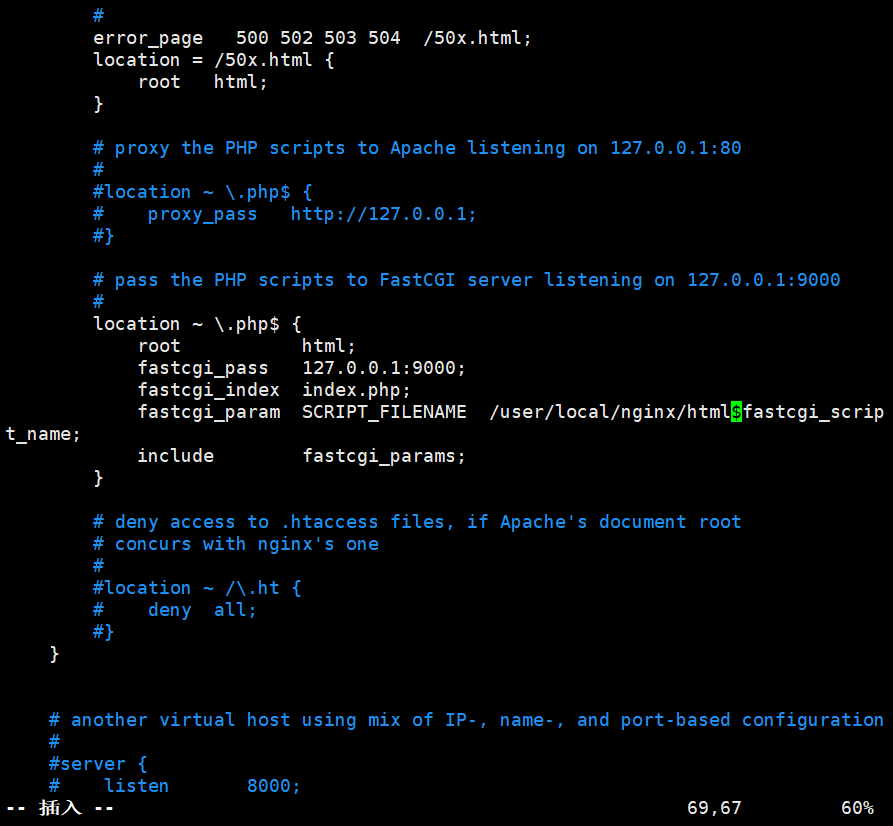 #
        error_page   500 502 503 504  /50x.html;
        location = /50x.html {
            root   html;
        }
        # proxy the PHP scripts to Apache listening on 127.0.0.1:80
        #
        #location ~ \.php$ {
        #    proxy_pass   http://127.0.0.1;
        #}
        # pass the PHP scripts to FastCGI server listening on 127.0.0.1:9000
        #
        location ~ \.php$ {
            root           html;
            fastcgi_pass   127.0.0.1:9000;
            fastcgi_index  index.php;
            fastcgi_param  SCRIPT_FILENAME  /user/local/nginx/html$fastcgi_scrip
t_name;
            include        fastcgi_params;
        }
        # deny access to .htaccess files, if Apache's document root
        # concurs with nginx's one
        #
        #location ~ /\.ht {
        #    deny  all;
        #}
    }
    # another virtual host using mix of IP-, name-, and port-based configuration
    #
    #server {
    #    listen       8000;
-- 插入 --                                                    69,67         60%